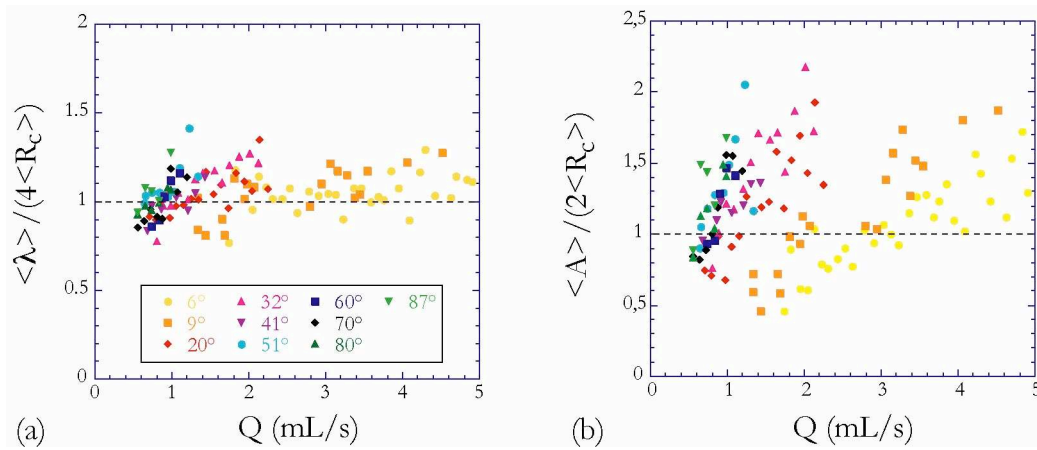 2
1.5
1
0.5
0
<λ>/(4<Rc>)
6° 32° 60° 87°
9° 41° 70°
20° 51° 80°
0 1 2 3 4 5
Q (mL/s)
(a)
2,5
2
1.5
1
0,5
0
<A>/(2<Rc>)
0 1 2 3 4 5
Q (mL/s)
(b)